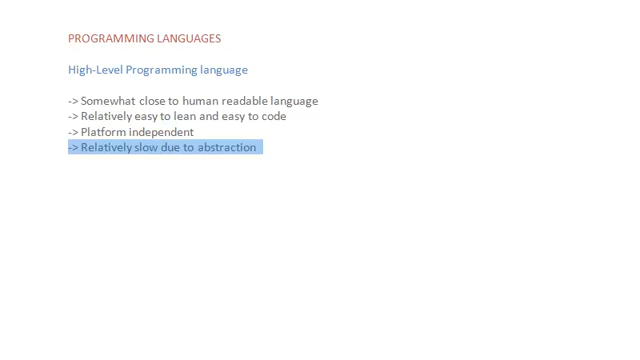 PROGRAMMING LANGUAGES
High-Level Programming language
-> Somewhat close to human readable language
-> Relatively easy to lean and easy to code
-> Platform independent
-> Relatively slow due to abstraction